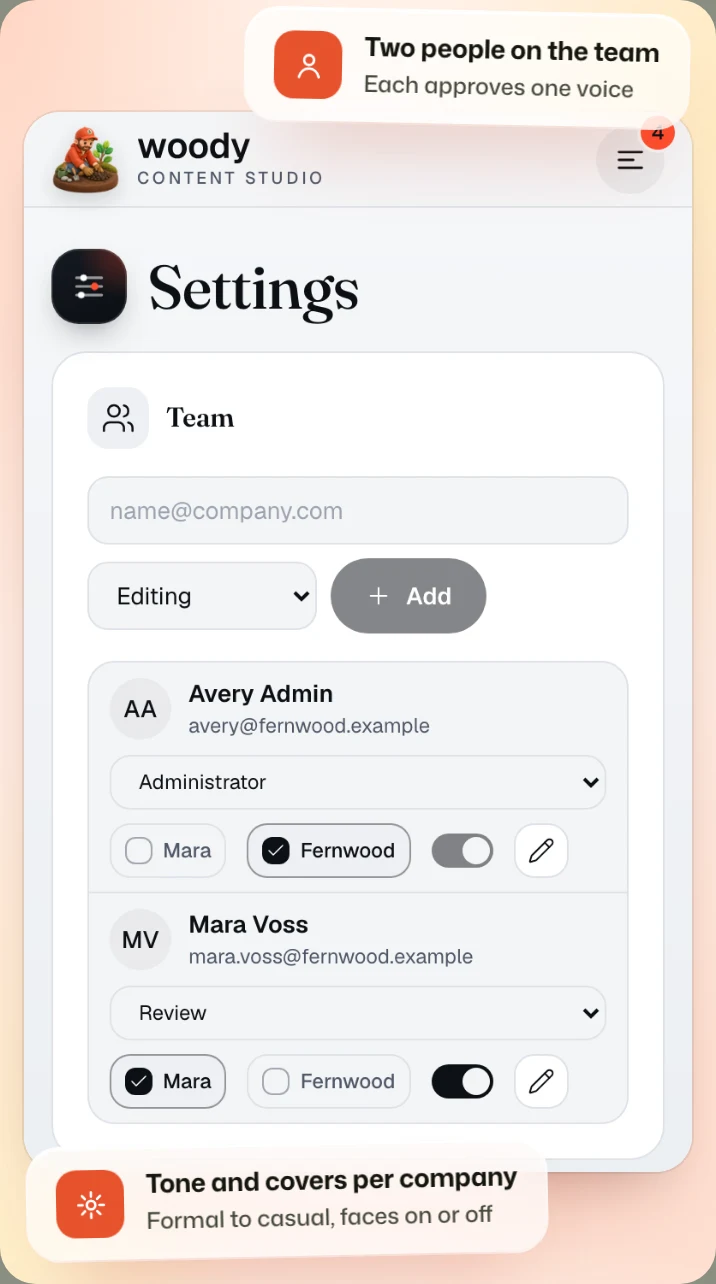 Two people on the team
Each approves one voice
woody
CONTENT STUDIO
4
Settings
Team
name@company.com
Editing
+ Add
AA
Avery Admin
avery@fernwood.example
Administrator
Mara
Fernwood
MV
Mara Voss
mara.voss@fernwood.example
Review
Mara
Fernwood
Tone and covers per company
Formal to casual, faces on or off